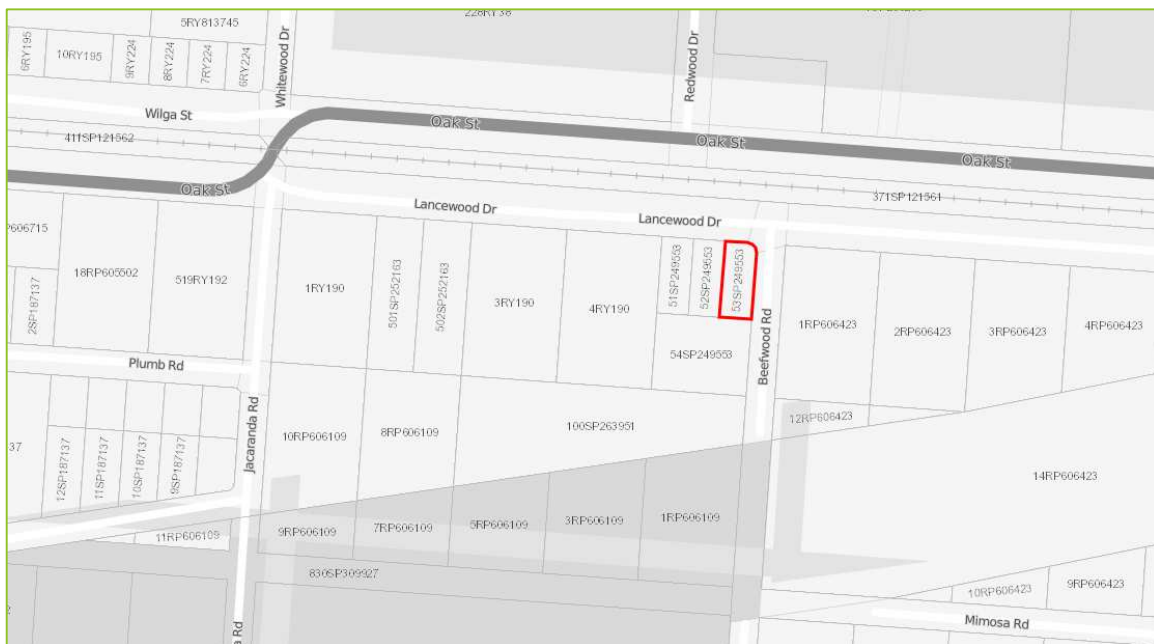 5RY813745
228RY38
6RY195
10RY195
9RY224
8RY224
7RY224
6RY224
Whitewood Dr
Redwood Dr
Wilga St
Oak St
Oak St
Oak St
411SP121562
Oak St
371SP121561
Lancewood Dr
Lancewood Dr
18RP605502
519RY192
2SP187137
1RY190
501SP252163
502SP252163
3RY190
4RY190
51SP249553
52SP249553
53SP249553
54SP249553
Beefwood Rd
1RP606423
2RP606423
3RP606423
4RP606423
Plumb Rd
Jacaranda Rd
12RP606423
10RP606109
8RP606109
100SP263951
37
12SP187137
11SP187137
10SP187137
9SP187137
14RP606423
11RP606109
9RP606109
7RP606109
5RP606109
3RP606109
1RP606109
830SP309927
10RP606423
9RP606423
Mimosa Rd